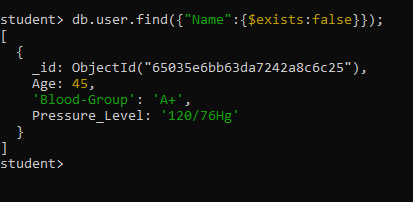 student> db.user.find({"Name":{$exists:false}});
[
  {
    _id: ObjectId("65035e6bb63da7242a8c6c25"),
    Age: 45,
    'Blood-Group': 'A+',
    Pressure_Level: '120/76Hg'
  }
]
student>